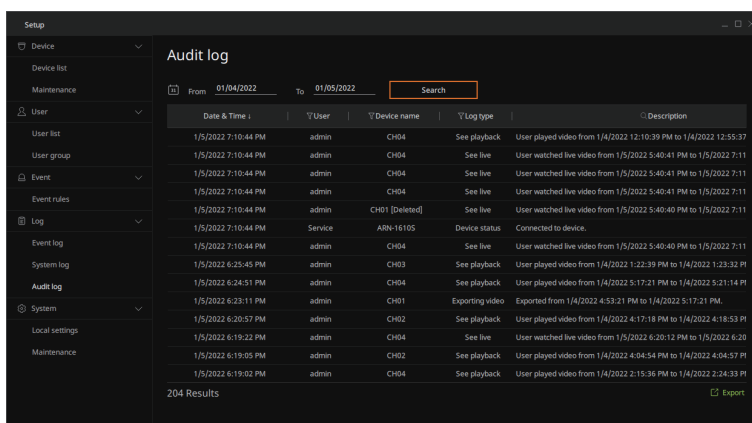 Setup
Device
Device list
Maintenance
User
User list
User group
Event
Event rules
Log
Event log
System log
Audit log
System
Local settings
Maintenance
Audit log
31 From 01/04/2022 To 01/05/2022 Search
Date & Time ↓ User Device name Log type Description
1/5/2022 7:10:44 PM admin CH04 See playback User played video from 1/4/2022 12:10:39 PM to 1/4/2022 12:55:37
1/5/2022 7:10:44 PM admin CH04 See live User watched live video from 1/5/2022 5:40:41 PM to 1/5/2022 7:11
1/5/2022 7:10:44 PM admin CH04 See live User watched live video from 1/5/2022 5:40:41 PM to 1/5/2022 7:11
1/5/2022 7:10:44 PM admin CH04 See live User watched live video from 1/5/2022 5:40:41 PM to 1/5/2022 7:11
1/5/2022 7:10:44 PM admin CH01 [Deleted] See live User watched live video from 1/5/2022 5:40:40 PM to 1/5/2022 7:11
1/5/2022 7:10:44 PM Service ARN-1610S Device status Connected to device.
1/5/2022 7:10:44 PM admin CH04 See live User watched live video from 1/5/2022 5:40:40 PM to 1/5/2022 7:11
1/5/2022 6:25:45 PM admin CH03 See playback User played video from 1/4/2022 1:22:39 PM to 1/4/2022 1:23:32 PM
1/5/2022 6:24:51 PM admin CH04 See playback User played video from 1/4/2022 5:17:21 PM to 1/4/2022 5:21:14 PM
1/5/2022 6:23:11 PM admin CH01 Exporting video Exported from 1/4/2022 4:53:21 PM to 1/4/2022 5:17:21 PM.
1/5/2022 6:20:57 PM admin CH02 See playback User played video from 1/4/2022 4:17:18 PM to 1/4/2022 4:18:53 PM
1/5/2022 6:19:22 PM admin CH04 See live User watched live video from 1/5/2022 6:20:12 PM to 1/5/2022 6:20
1/5/2022 6:19:05 PM admin CH02 See playback User played video from 1/4/2022 4:04:54 PM to 1/4/2022 4:04:57 PM
1/5/2022 6:19:02 PM admin CH04 See playback User played video from 1/4/2022 2:15:36 PM to 1/4/2022 2:24:33 PM
204 Results Export